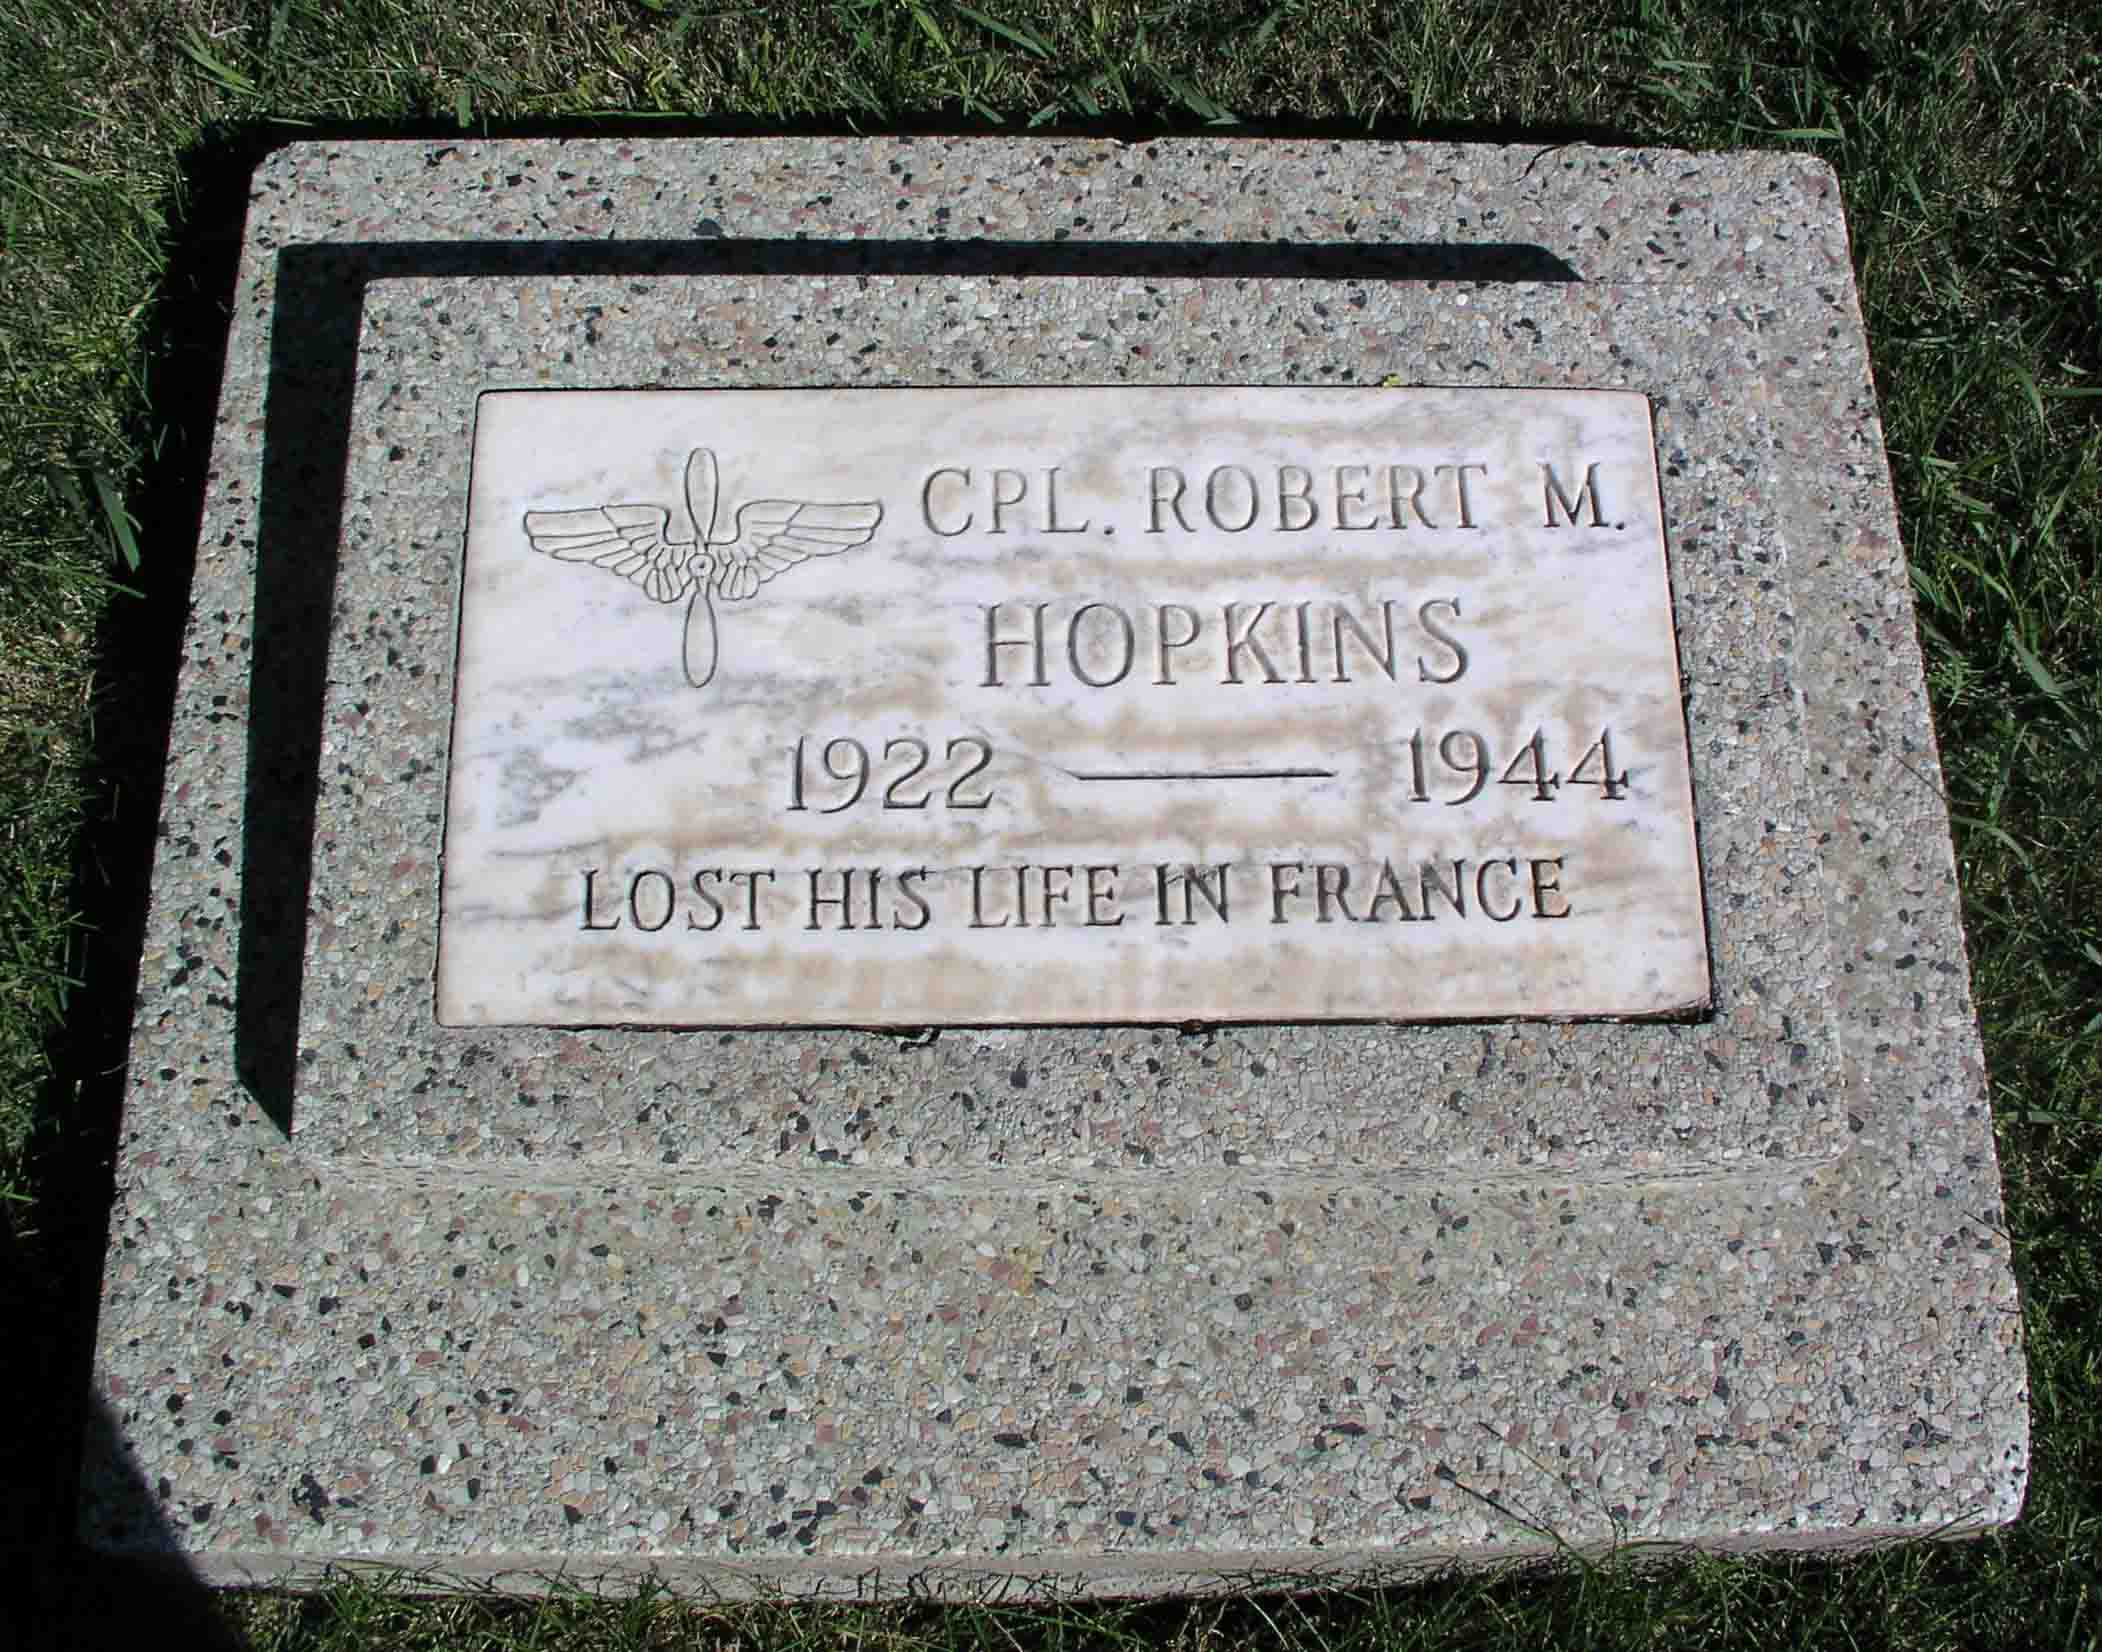 CPL. ROBERT M.
HOPKINS
1922 — 1944
LOST HIS LIFE IN FRANCE